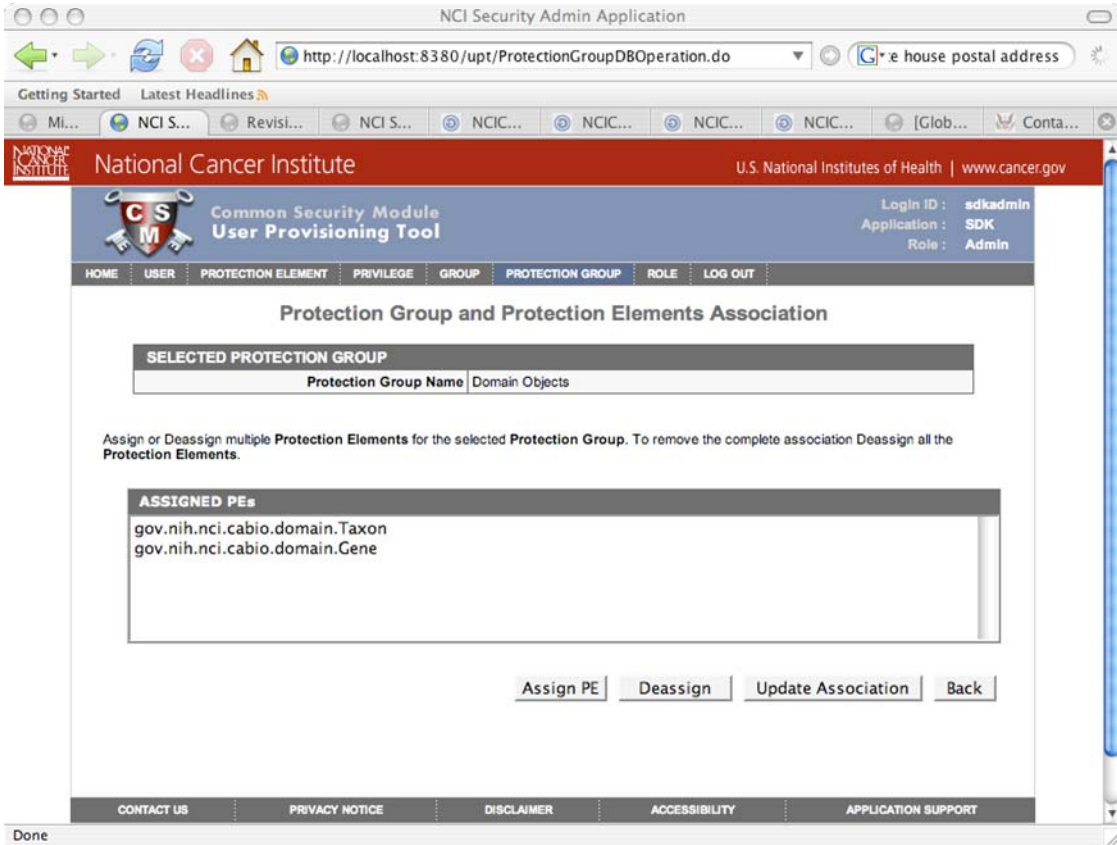 NCI Security Admin Application
http://localhost:8380/upt/ProtectionGroupDBOperation.do
house postal address
Getting Started Latest Headlines
Mi... NCI S... Revisi... NCI S... NCIC... NCIC... NCIC... NCIC... [Glob... Conta...
NATIONAL CANCER INSTITUTE
National Cancer Institute
U.S. National Institutes of Health | www.cancer.gov
C S M
Common Security Module
User Provisioning Tool
Login ID : sdkadmin
Application : SDK
Role : Admin
HOME USER PROTECTION ELEMENT PRIVILEGE GROUP PROTECTION GROUP ROLE LOG OUT
Protection Group and Protection Elements Association
SELECTED PROTECTION GROUP
Protection Group Name Domain Objects
Assign or Deassign multiple Protection Elements for the selected Protection Group. To remove the complete association Deassign all the
Protection Elements.
ASSIGNED PEs
gov.nih.nci.cabio.domain.Taxon
gov.nih.nci.cabio.domain.Gene
Assign PE Deassign Update Association Back
CONTACT US PRIVACY NOTICE DISCLAIMER ACCESSIBILITY APPLICATION SUPPORT
Done